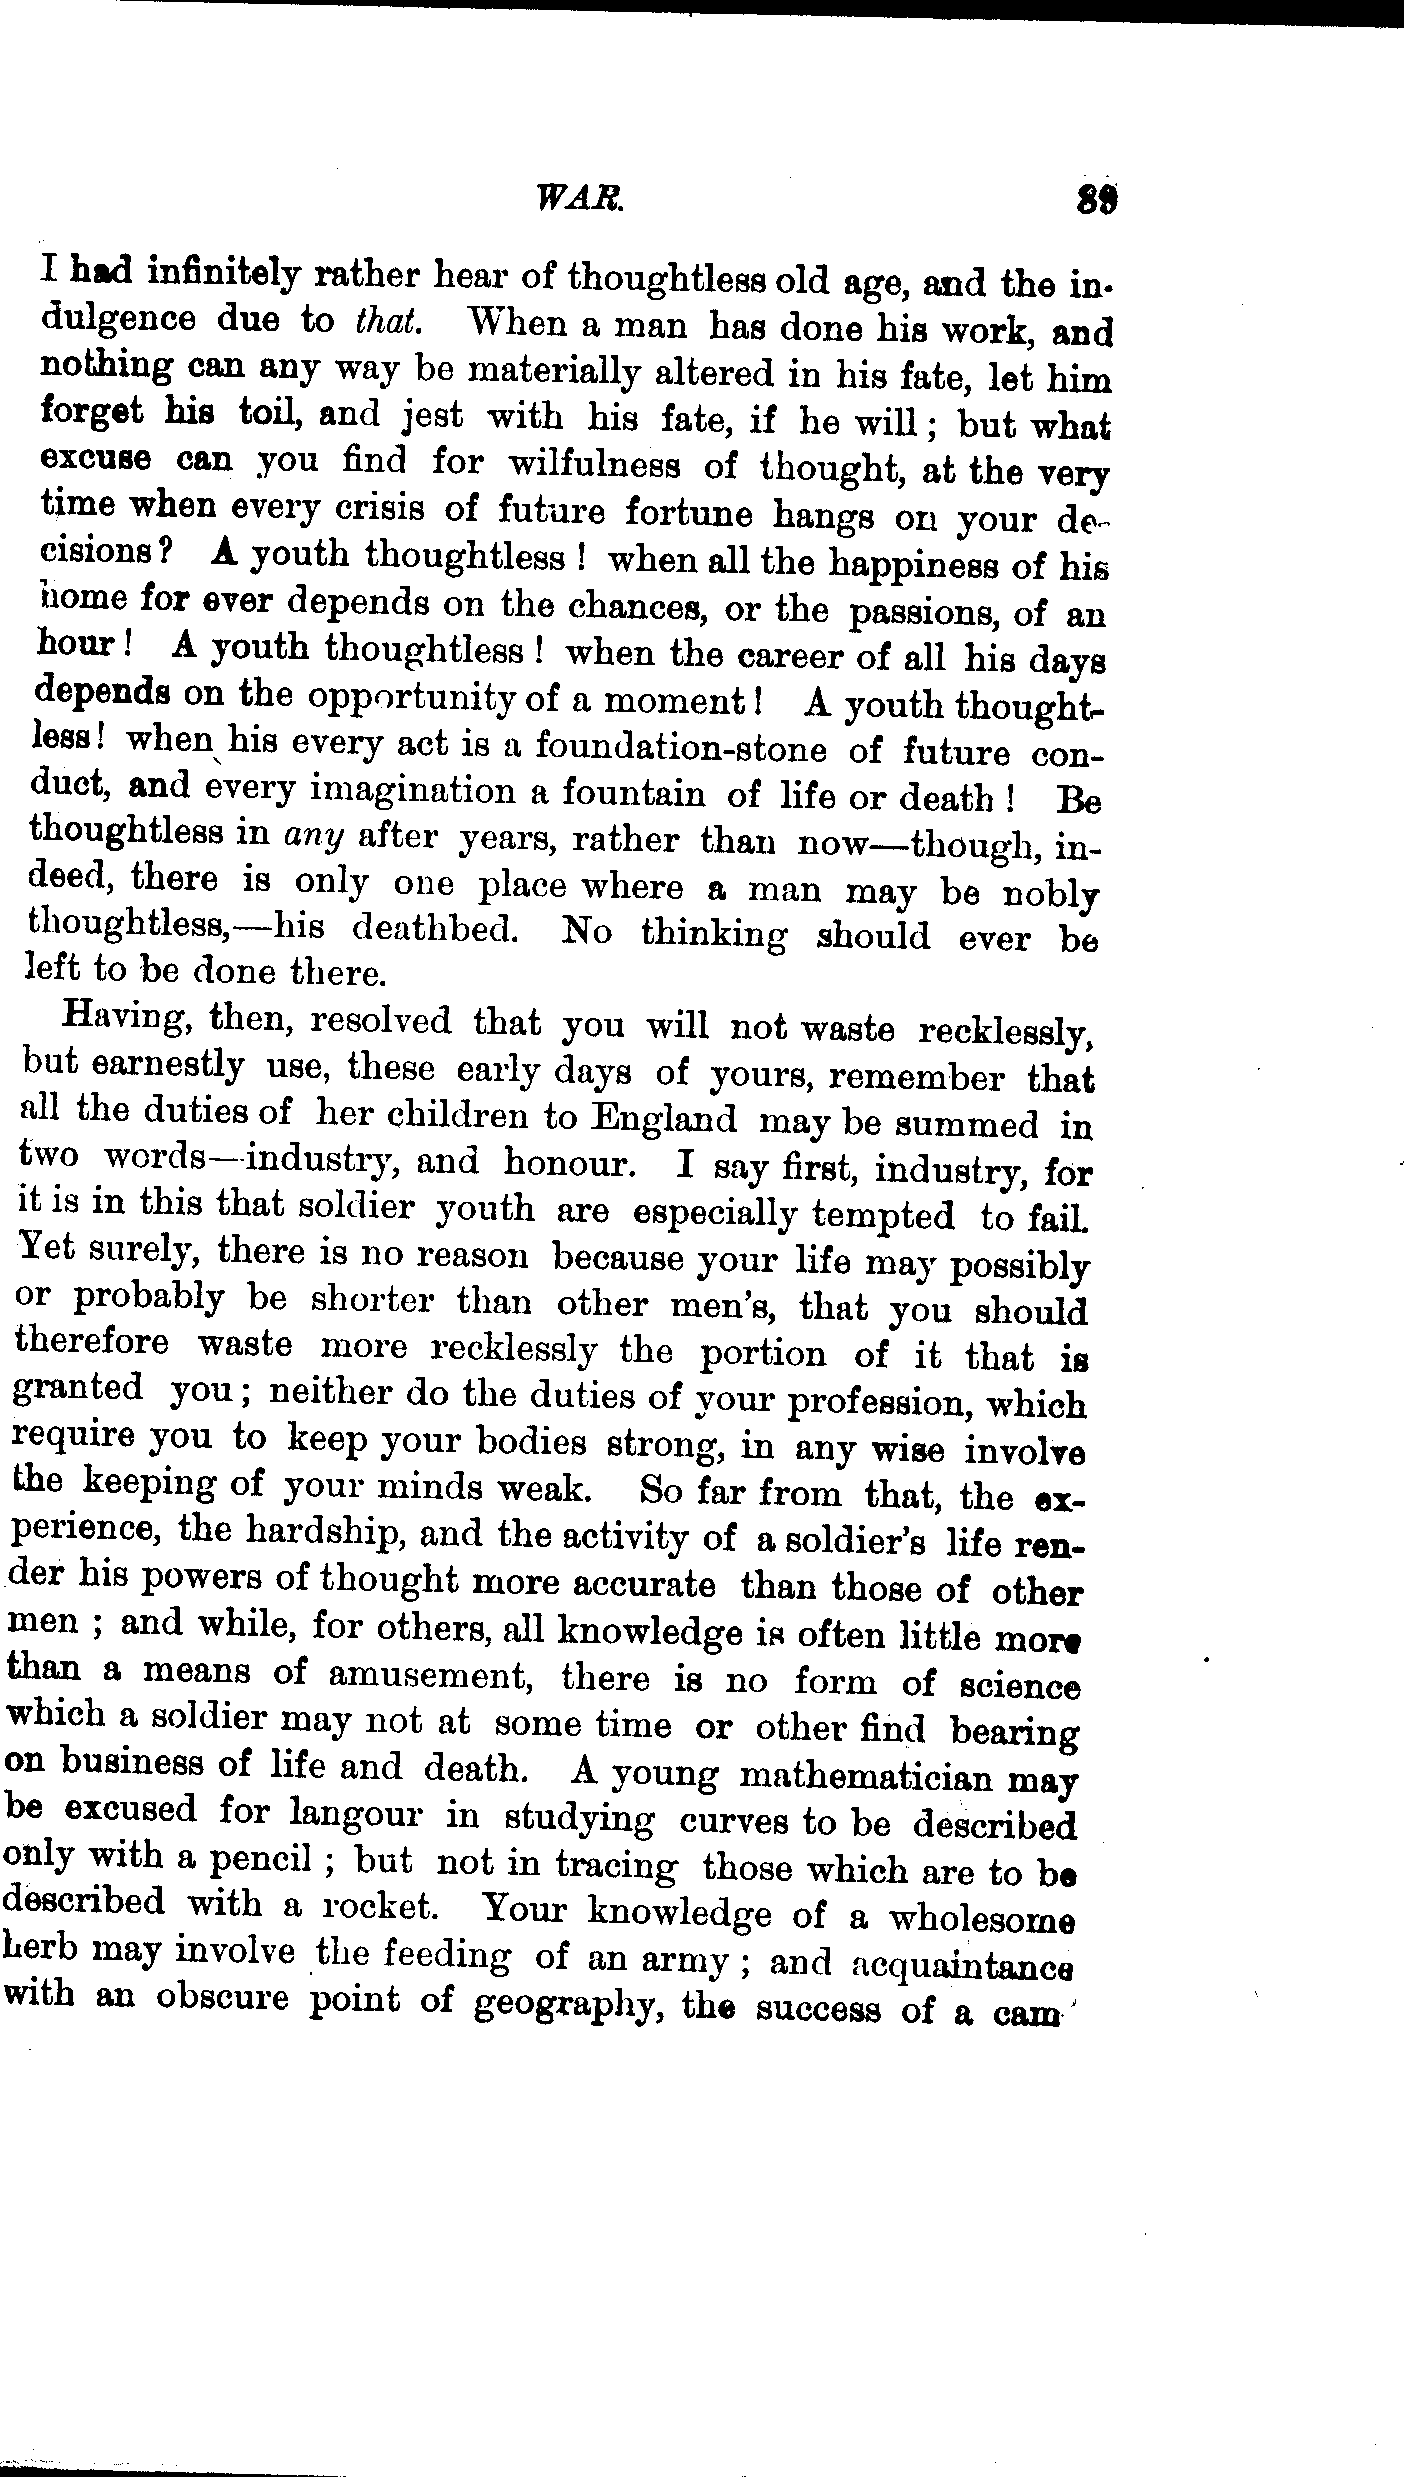 WAR. 89
I had infinitely rather hear of thoughtless old age, and the in-
dulgence due to that. When a man has done his work, and
nothing can any way be materially altered in his fate, let him
forget his toil, and jest with his fate, if he will; but what
excuse can you find for wilfulness of thought, at the very
time when every crisis of future fortune hangs on your de-
cisions? A youth thoughtless! when all the happiness of his
home for ever depends on the chances, or the passions, of an
hour! A youth thoughtless! when the career of all his days
depends on the opportunity of a moment! A youth thought-
less! when his every act is a foundation-stone of future con-
duct, and every imagination a fountain of life or death! Be
thoughtless in any after years, rather than now—though, in-
deed, there is only one place where a man may be nobly
thoughtless,—his deathbed. No thinking should ever be
left to be done there.
Having, then, resolved that you will not waste recklessly,
but earnestly use, these early days of yours, remember that
all the duties of her children to England may be summed in
two words—industry, and honour. I say first, industry, for
it is in this that soldier youth are especially tempted to fail.
Yet surely, there is no reason because your life may possibly
or probably be shorter than other men's, that you should
therefore waste more recklessly the portion of it that is
granted you; neither do the duties of your profession, which
require you to keep your bodies strong, in any wise involve
the keeping of your minds weak. So far from that, the ex-
perience, the hardship, and the activity of a soldier's life ren-
der his powers of thought more accurate than those of other
men; and while, for others, all knowledge is often little more
than a means of amusement, there is no form of science
which a soldier may not at some time or other find bearing
on business of life and death. A young mathematician may
be excused for langour in studying curves to be described
only with a pencil; but not in tracing those which are to be
described with a rocket. Your knowledge of a wholesome
herb may involve the feeding of an army; and acquaintance
with an obscure point of geography, the success of a cam-